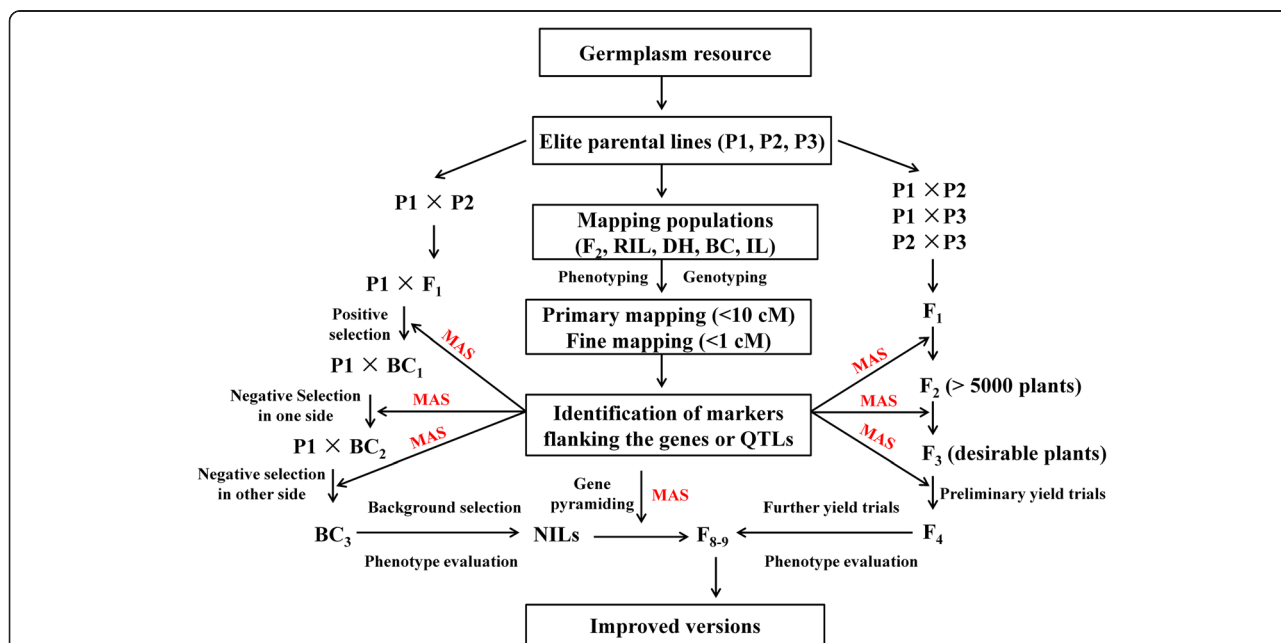 Germplasm resource
Elite parental lines (P1, P2, P3)
P1 × P2
P1 × F₁
Positive
selection
MAS
P1 × BC₁
Negative Selection
in one side
MAS
P1 × BC₂
MAS
Negative selection
in other side
BC₃
Mapping populations
(F₂, RIL, DH, BC, IL)
Phenotyping
Genotyping
Primary mapping (<10 cM)
Fine mapping (<1 cM)
Identification of markers
flanking the genes or QTLs
P1 × P2
P1 × P3
P2 × P3
F₁
MAS
F₂ (> 5000 plants)
MAS
MAS
F₃ (desirable plants)
Preliminary yield trials
F₄
Background selection
Phenotype evaluation
NILs
Gene
pyramiding
MAS
F₈₋₉
Further yield trials
Phenotype evaluation
Improved versions